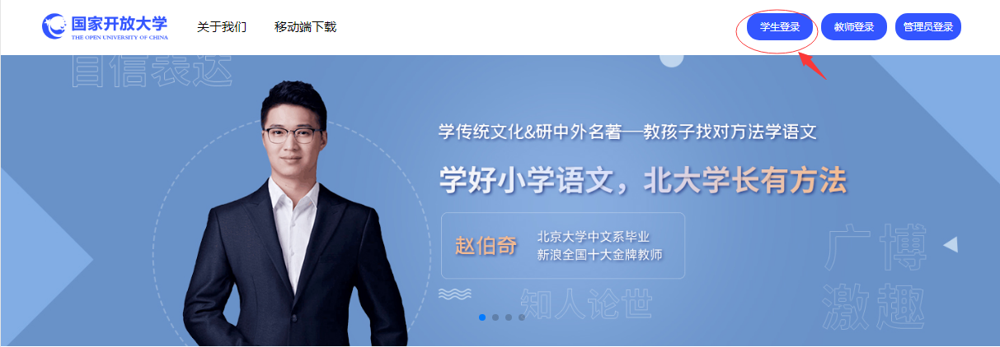 国家开放大学
THE OPEN UNIVERSITY OF CHINA
关于我们
移动端下载
学生登录
教师登录
管理员登录
自信表达
学传统文化&研中外名著──教孩子找对方法学语文
学好小学语文，北大学长有方法
赵伯奇
北京大学中文系毕业
新浪全国十大金牌教师
广博
知人论世
激趣